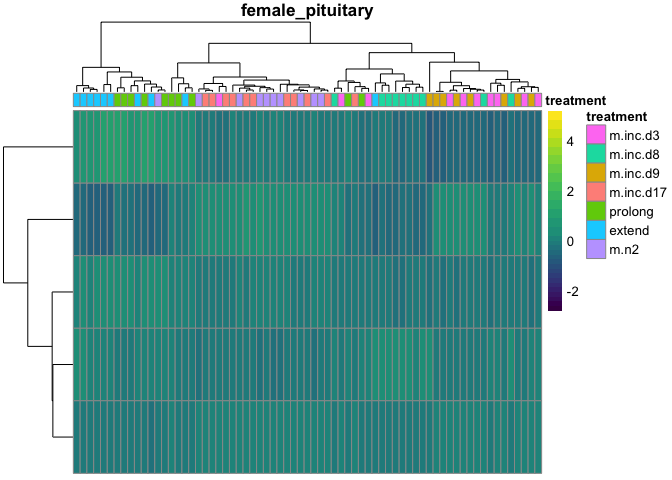 female_pituitary
treatment
treatment
4
2
0
-2
m.inc.d3
m.inc.d8
m.inc.d9
m.inc.d17
prolong
extend
m.n2